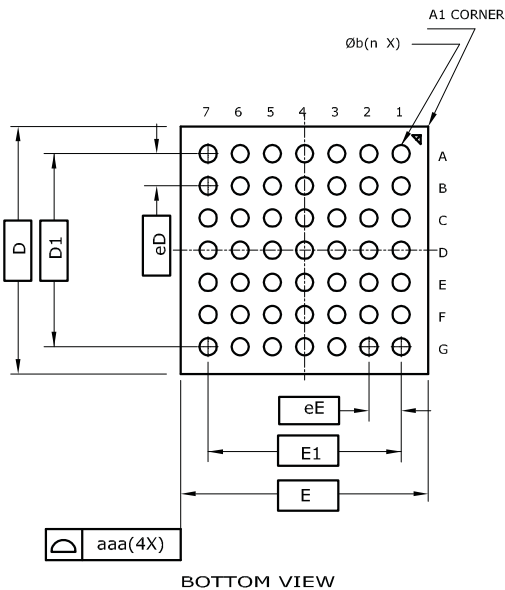 A1 CORNER
Øb(n X)
7 6 5 4 3 2 1
A
B
C
D
E
F
G
D
D1
eD
eE
E1
E
aaa(4X)
BOTTOM VIEW